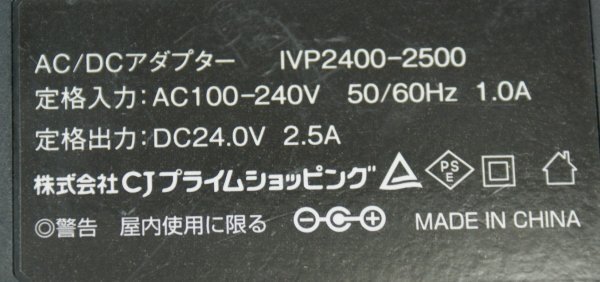 AC/DCアダプター IVP2400-2500
定格入力：AC100-240V 50/60Hz 1.0A
定格出力：DC24.0V 2.5A
株式会社CJプライムショッピング PSE
◎警告 屋内使用に限る MADE IN CHINA